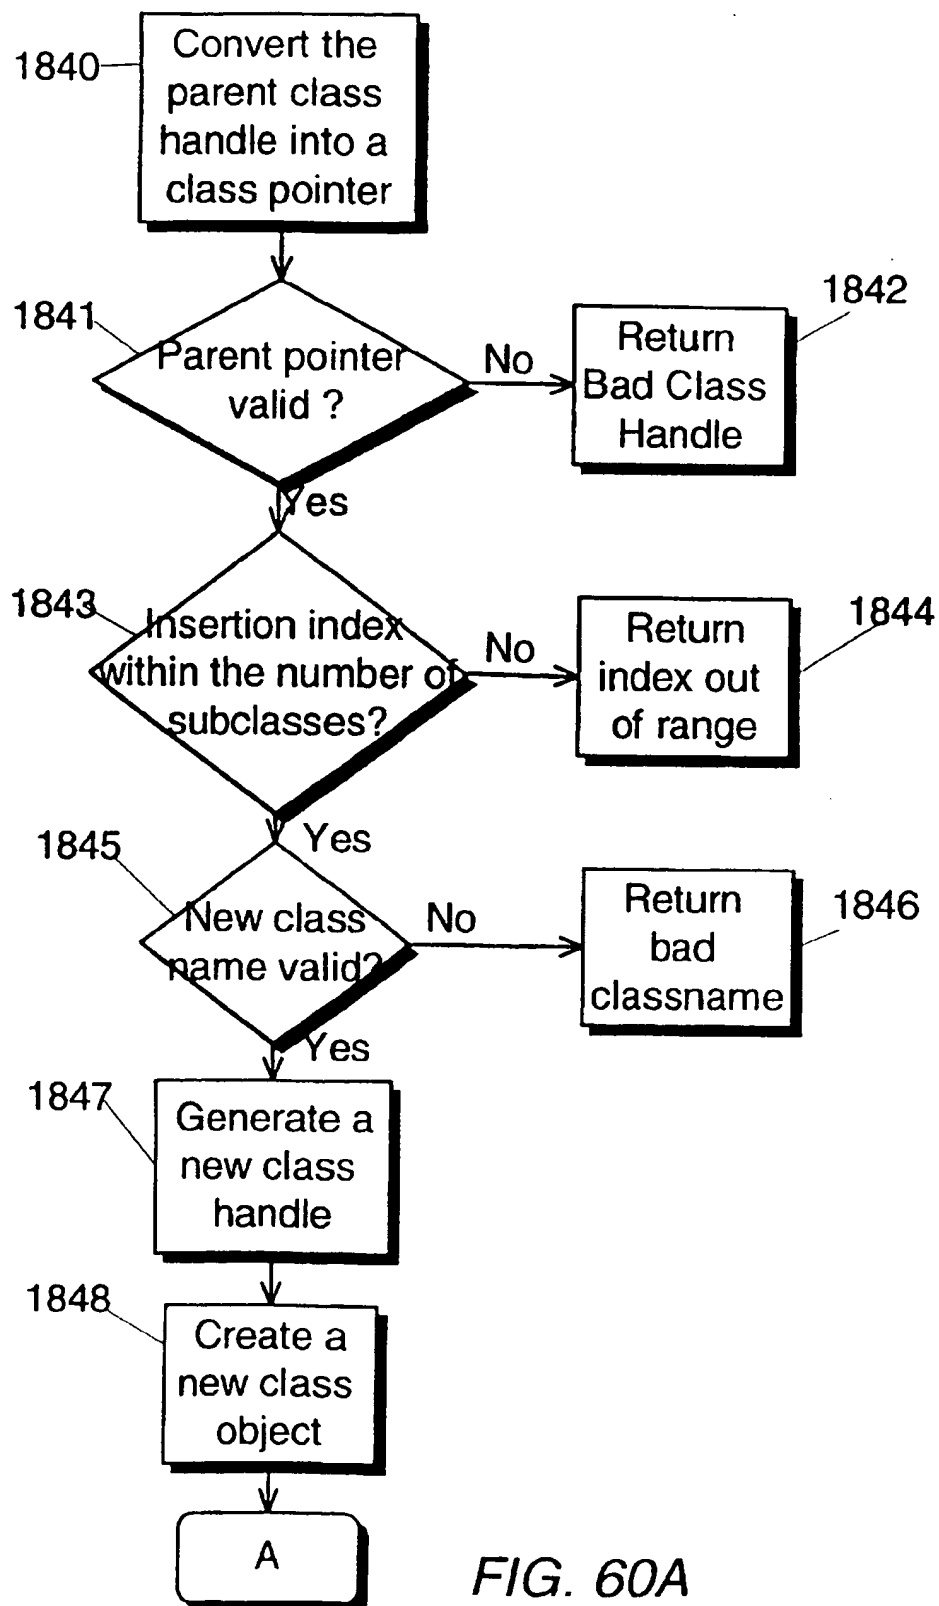 1840
Convert the
parent class
handle into a
class pointer
1841
Parent pointer
valid ?
No
1842
Return
Bad Class
Handle
Yes
1843
Insertion index
within the number of
subclasses?
No
1844
Return
index out
of range
Yes
1845
New class
name valid?
No
1846
Return
bad
classname
Yes
1847
Generate a
new class
handle
1848
Create a
new class
object
A
FIG. 60A